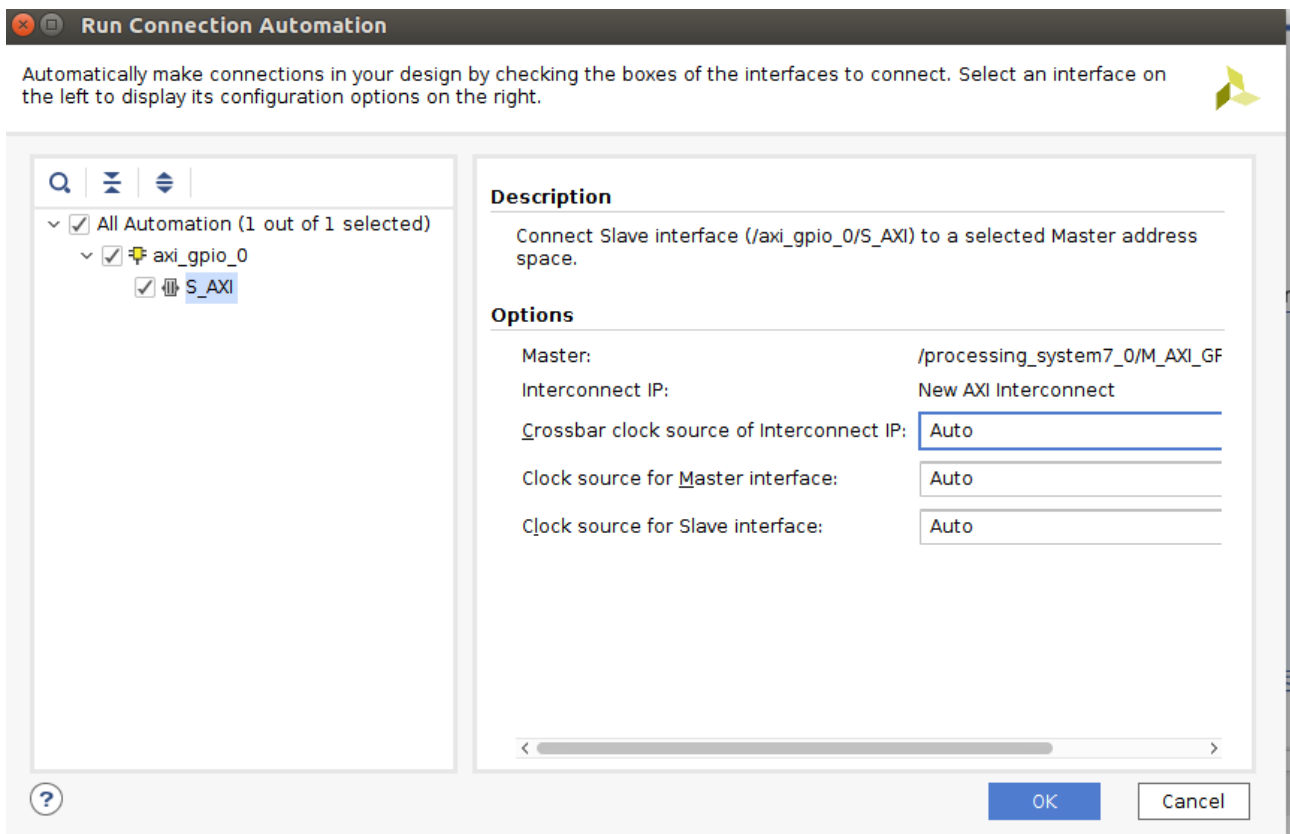 Run Connection Automation
Automatically make connections in your design by checking the boxes of the interfaces to connect. Select an interface on
the left to display its configuration options on the right.
All Automation (1 out of 1 selected)
axi_gpio_0
S_AXI
Description
Connect Slave interface (/axi_gpio_0/S_AXI) to a selected Master address
space.
Options
Master: /processing_system7_0/M_AXI_GP
Interconnect IP: New AXI Interconnect
Crossbar clock source of Interconnect IP: Auto
Clock source for Master interface: Auto
Clock source for Slave interface: Auto
?
OK Cancel